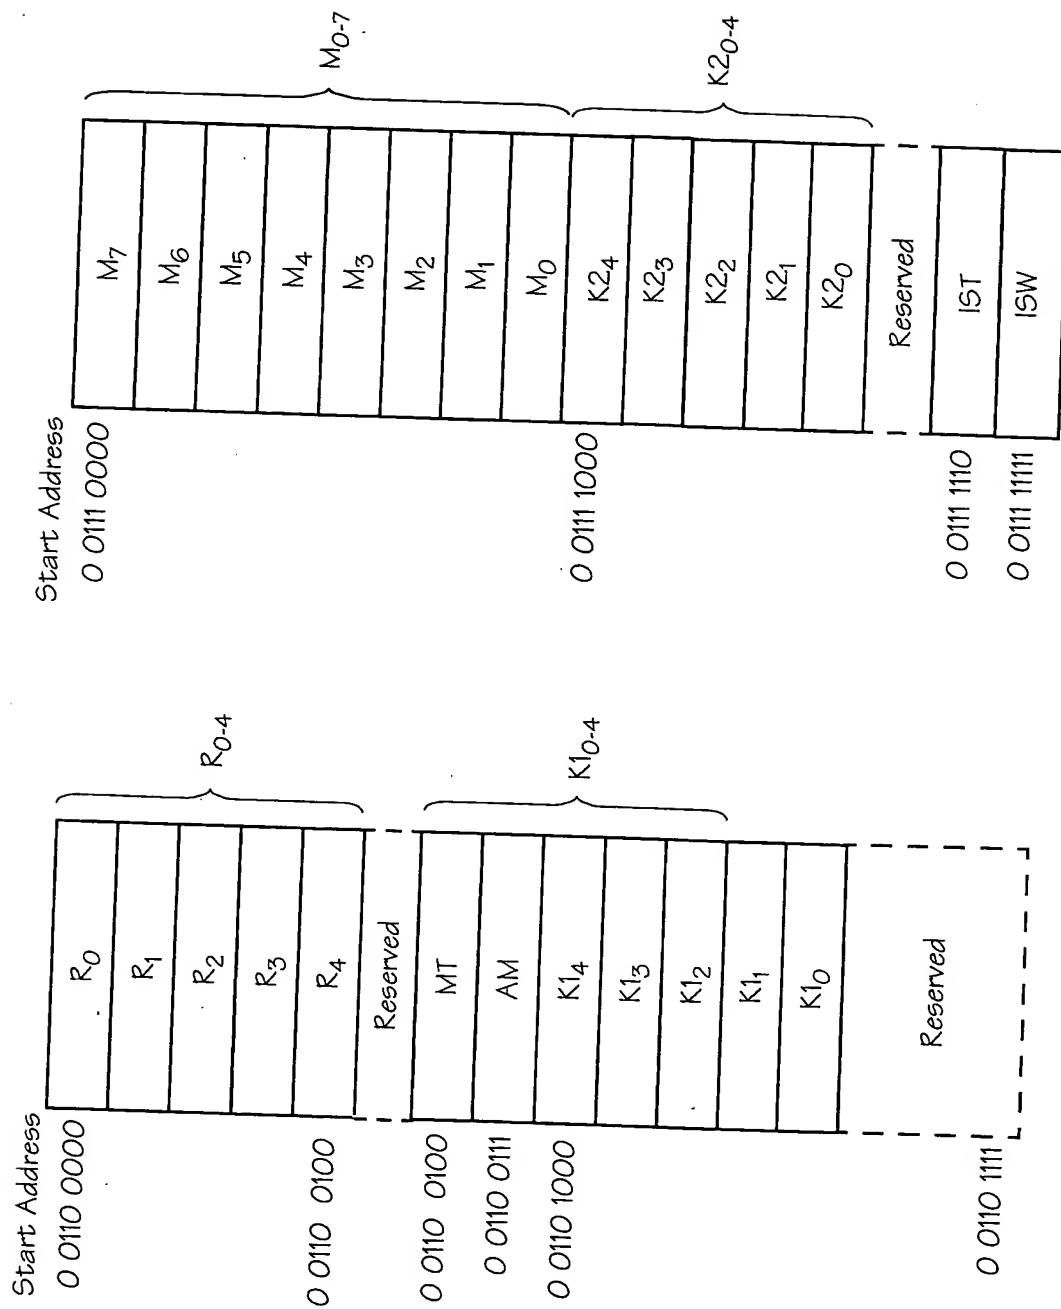 Start Address
0 0111 0000
M7
M6
M5
M4
M3
M2
M1
M0
M0-7
0 0111 1000
K24
K23
K22
K21
K20
K20-4
Reserved
0 0111 1110
IST
0 0111 11111
ISW
Start Address
0 0110 0000
R0
R1
R2
R3
0 0110 0100
R4
R0-4
Reserved
0 0110 0100
MT
0 0110 0111
AM
0 0110 1000
K14
K13
K12
K11
K10
K10-4
Reserved
0 0110 1111